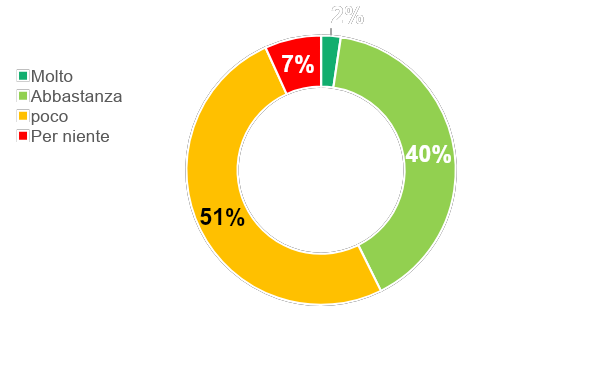 2%
7%
Molto
Abbastanza
poco
Per niente
40%
51%